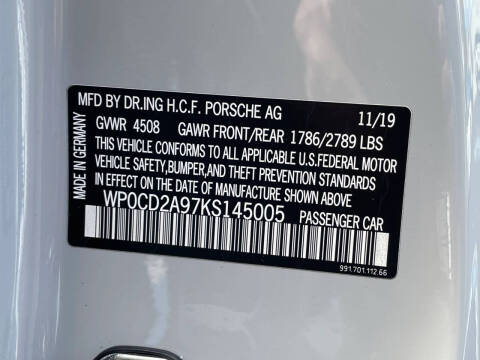 MFD BY DR.ING H.C.F. PORSCHE AG 11/19
GVWR 4508 GAWR FRONT/REAR 1786/2789 LBS
THIS VEHICLE CONFORMS TO ALL APPLICABLE U.S.FEDERAL MOTOR
VEHICLE SAFETY,BUMPER,AND THEFT PREVENTION STANDARDS
IN EFFECT ON THE DATE OF MANUFACTURE SHOWN ABOVE
WP0CD2A97KS145005 PASSENGER CAR
MADE IN GERMANY
991.701.112.66